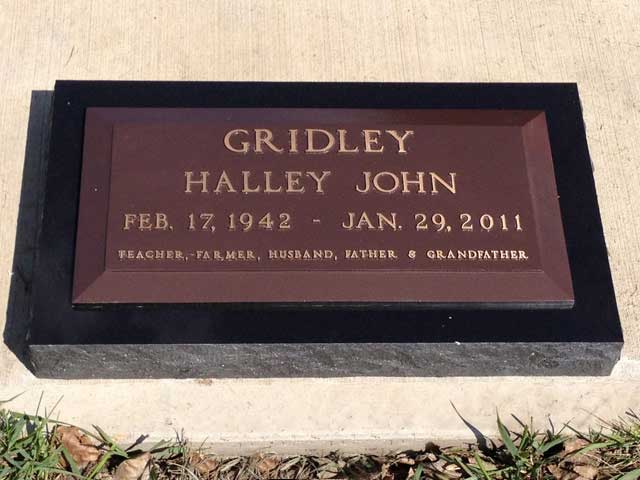 GRIDLEY
HALLEY JOHN
FEB. 17, 1942 - JAN. 29, 2011
TEACHER, FARMER, HUSBAND, FATHER & GRANDFATHER